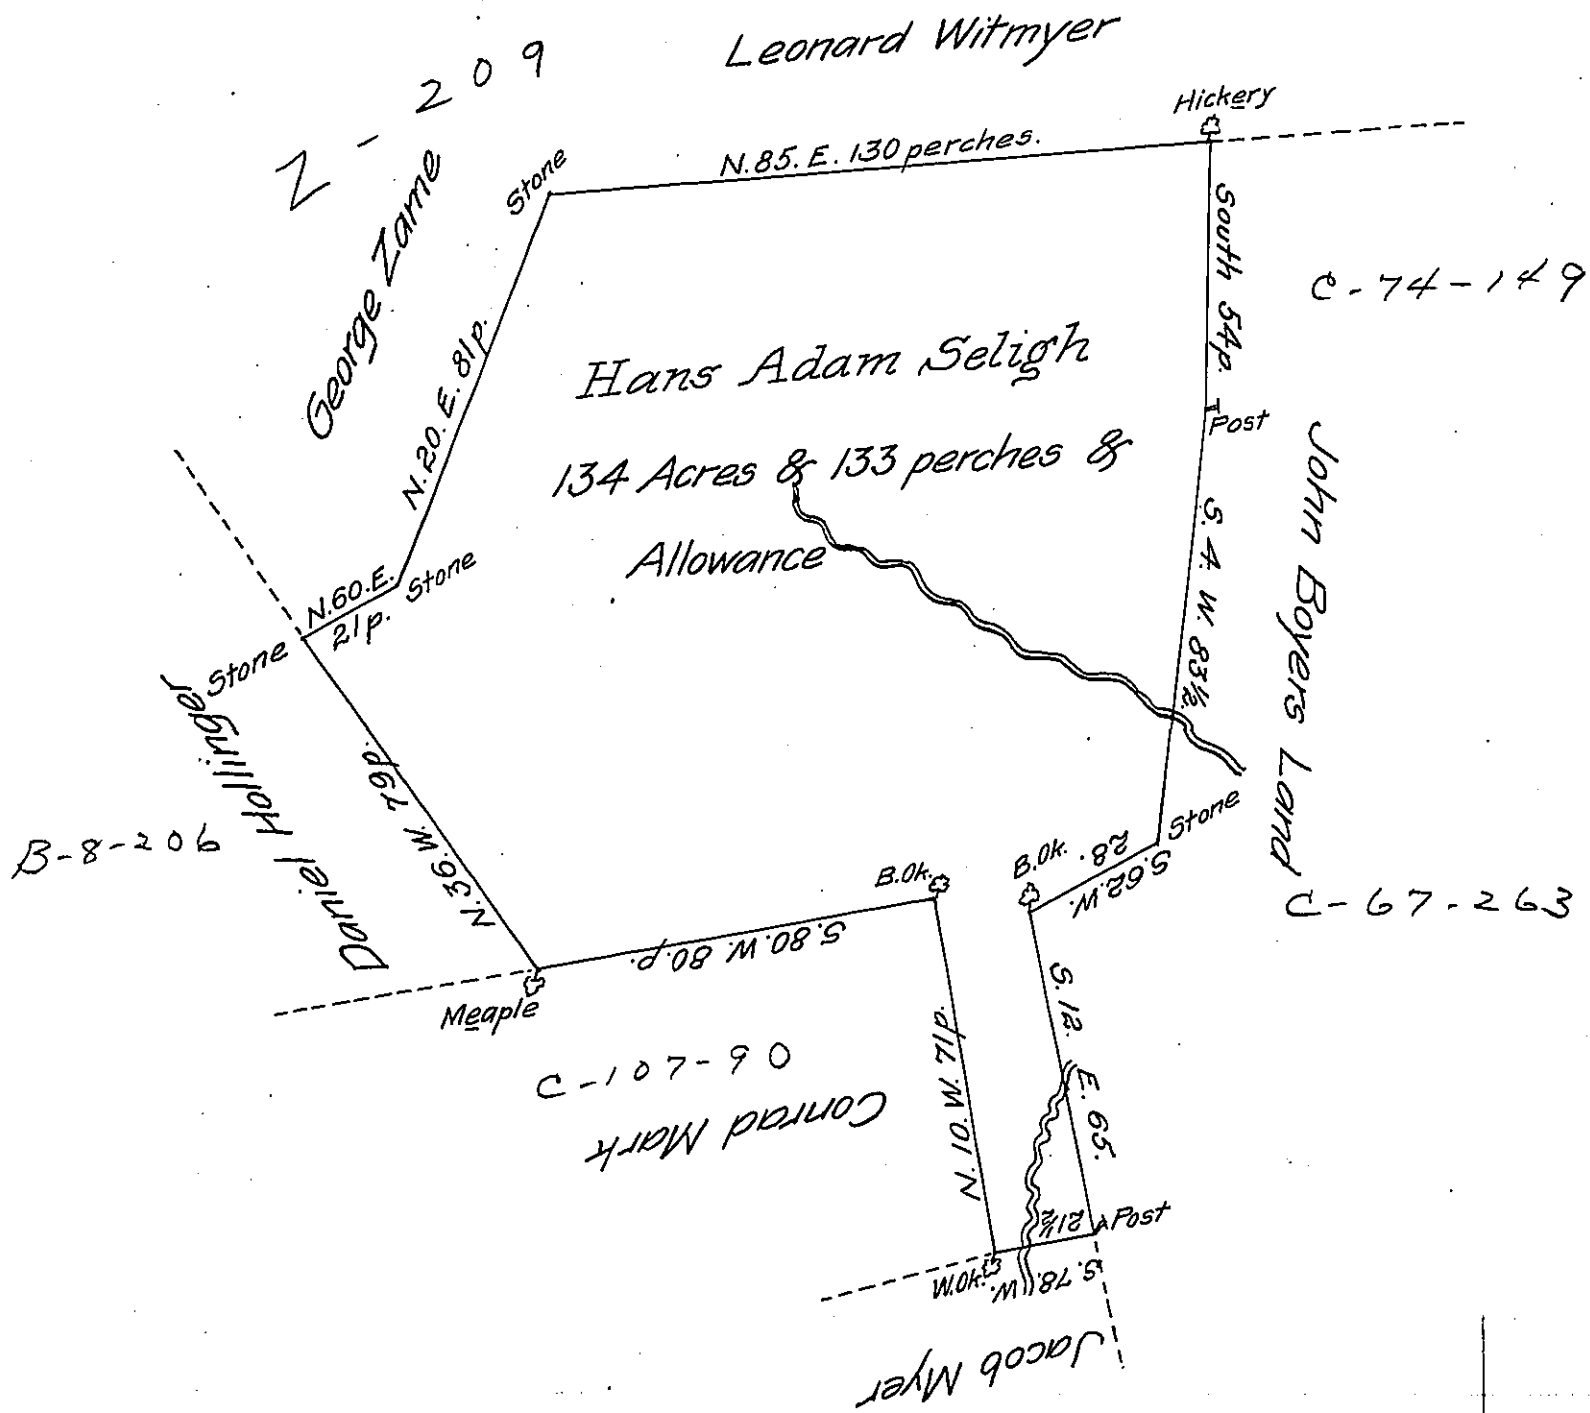 Leonard Witmyer
Z - 209
George Zame
Hickery
Stone
N. 85. E. 130 perches.
South 54p.
C-74-149
Post
N. 20. E. 81p.
Hans Adam Seligh
134 Acres & 133 perches &
Allowance
John Boyers Land
S. 4. W. 83½.
N. 60. E.
21p.
Stone
Stone
Daniel Hollinger
B-8-206
N. 36. W. 79p.
Stone
S. 62. W.
28.
B.Ok.
B.Ok.
C-67-263
S. 80. W. 80.p.
Meaple
C-107-90
Conrad Mark
N. 10. W. 71p
S. 12. E. 65.
Post
21½
S. 78. W.
W.Ok.
Jacob Myer